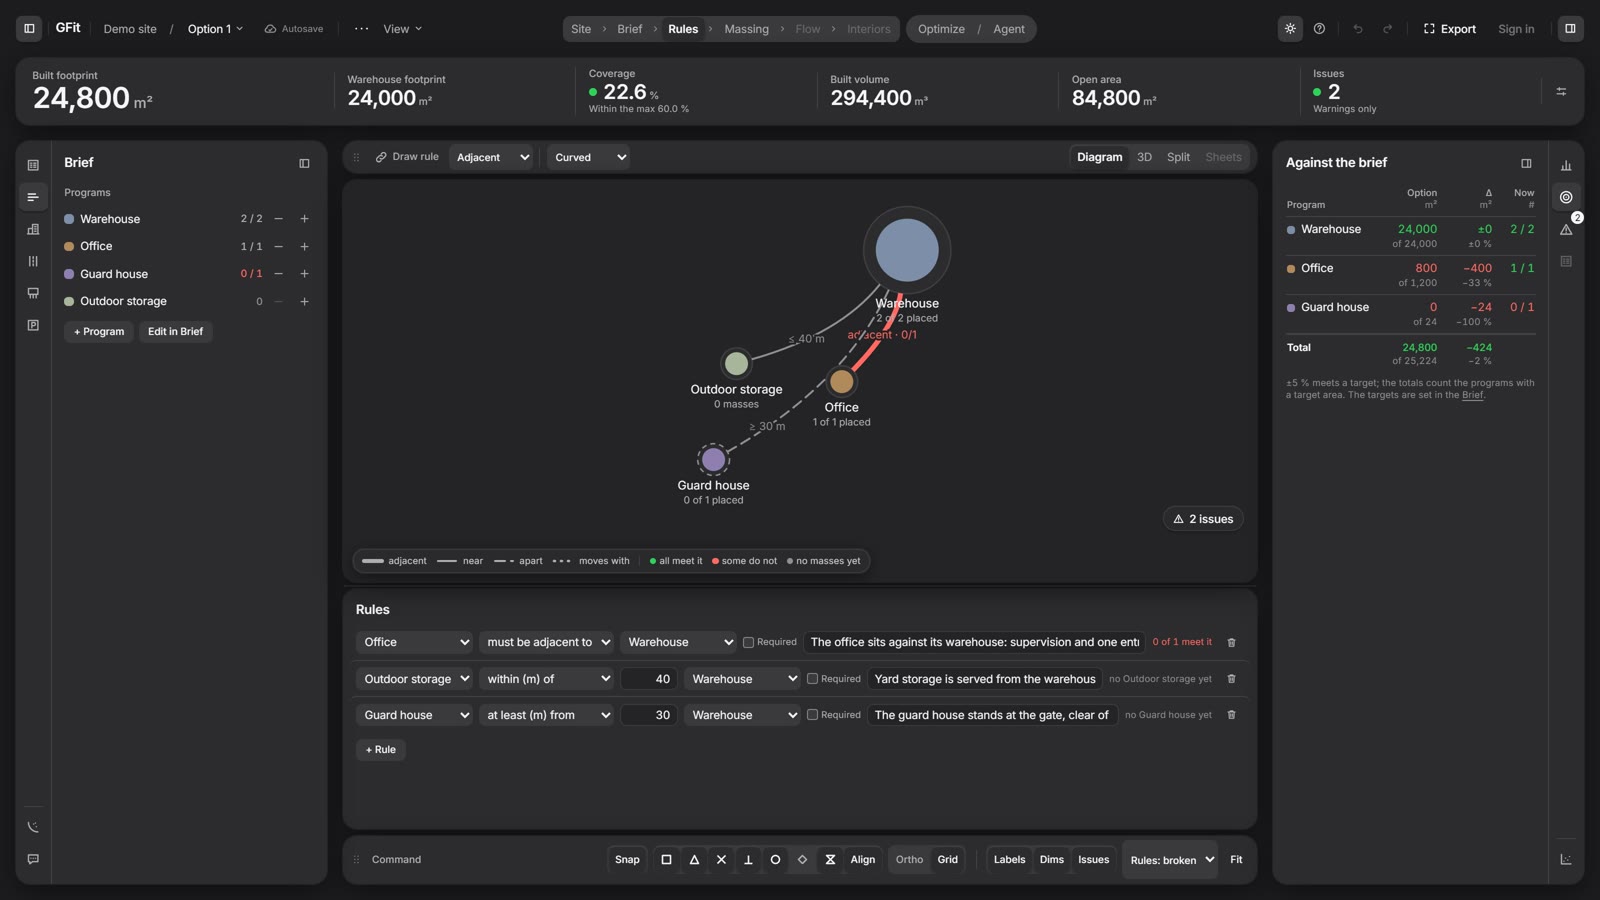 GFit
Demo site / Option 1
Autosave
··· View
Site > Brief > Rules > Massing > Flow > Interiors
Optimize / Agent
Export
Sign in
Built footprint
24,800 m²
Warehouse footprint
24,000 m²
Coverage
22.6 %
Within the max 60.0 %
Built volume
294,400 m³
Open area
84,800 m²
Issues
2
Warnings only
Brief
Programs
Warehouse 2 / 2 − +
Office 1 / 1 − +
Guard house 0 / 1 − +
Outdoor storage 0 − +
+ Program
Edit in Brief
Draw rule
Adjacent
Curved
Diagram 3D Split Sheets
Warehouse
2 of 2 placed
≤ 40 m
adjacent · 0/1
Outdoor storage
0 masses
Office
1 of 1 placed
≥ 30 m
Guard house
0 of 1 placed
2 issues
adjacent near apart moves with all meet it some do not no masses yet
Rules
Office must be adjacent to Warehouse Required The office sits against its warehouse: supervision and one 0 of 1 meet it
Outdoor storage within (m) of 40 Warehouse Required Yard storage is served from the warehous no Outdoor storage yet
Guard house at least (m) from 30 Warehouse Required The guard house stands at the gate, clear of no Guard house yet
+ Rule
Command
Snap
Align
Ortho Grid
Labels Dims Issues
Rules: broken
Fit
Against the brief
Program Option m² Δ m² Now #
Warehouse 24,000 ±0 2 / 2
of 24,000 ±0 %
Office 800 −400 1 / 1
of 1,200 −33 %
Guard house 0 −24 0 / 1
of 24 −100 %
Total 24,800 −424
of 25,224 −2 %
±5 % meets a target; the totals count the programs with
a target area. The targets are set in the Brief.
2
P